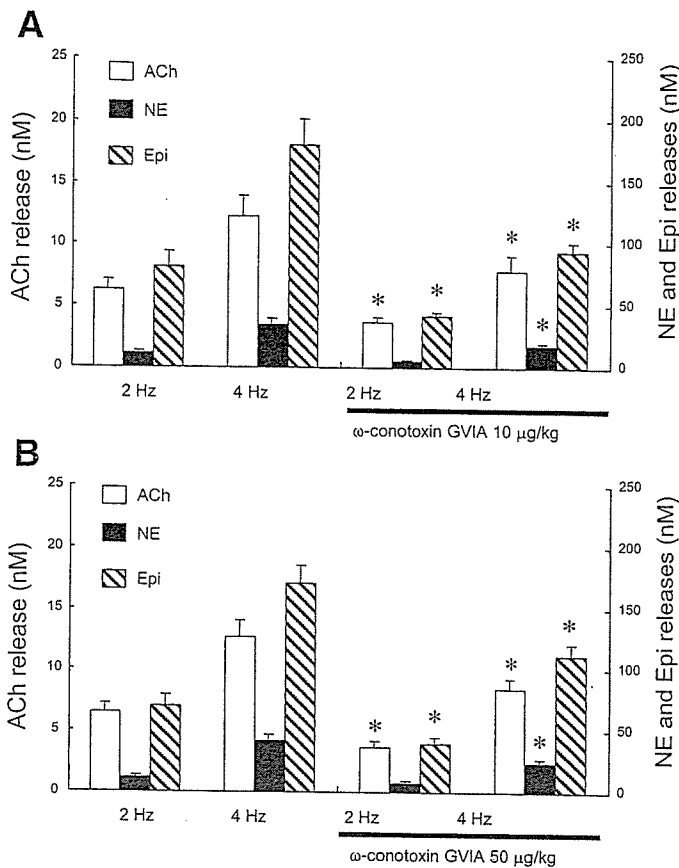 A
25
20
15
10
5
0
ACh release (nM)
ACh
NE
Epi
250
200
150
100
50
0
NE and Epi releases (nM)
* * * * *
2 Hz 4 Hz 2 Hz 4 Hz
ω-conotoxin GVIA 10 μg/kg
B
25
20
15
10
5
0
ACh release (nM)
ACh
NE
Epi
250
200
150
100
50
0
NE and Epi releases (nM)
* * * * *
2 Hz 4 Hz 2 Hz 4 Hz
ω-conotoxin GVIA 50 μg/kg